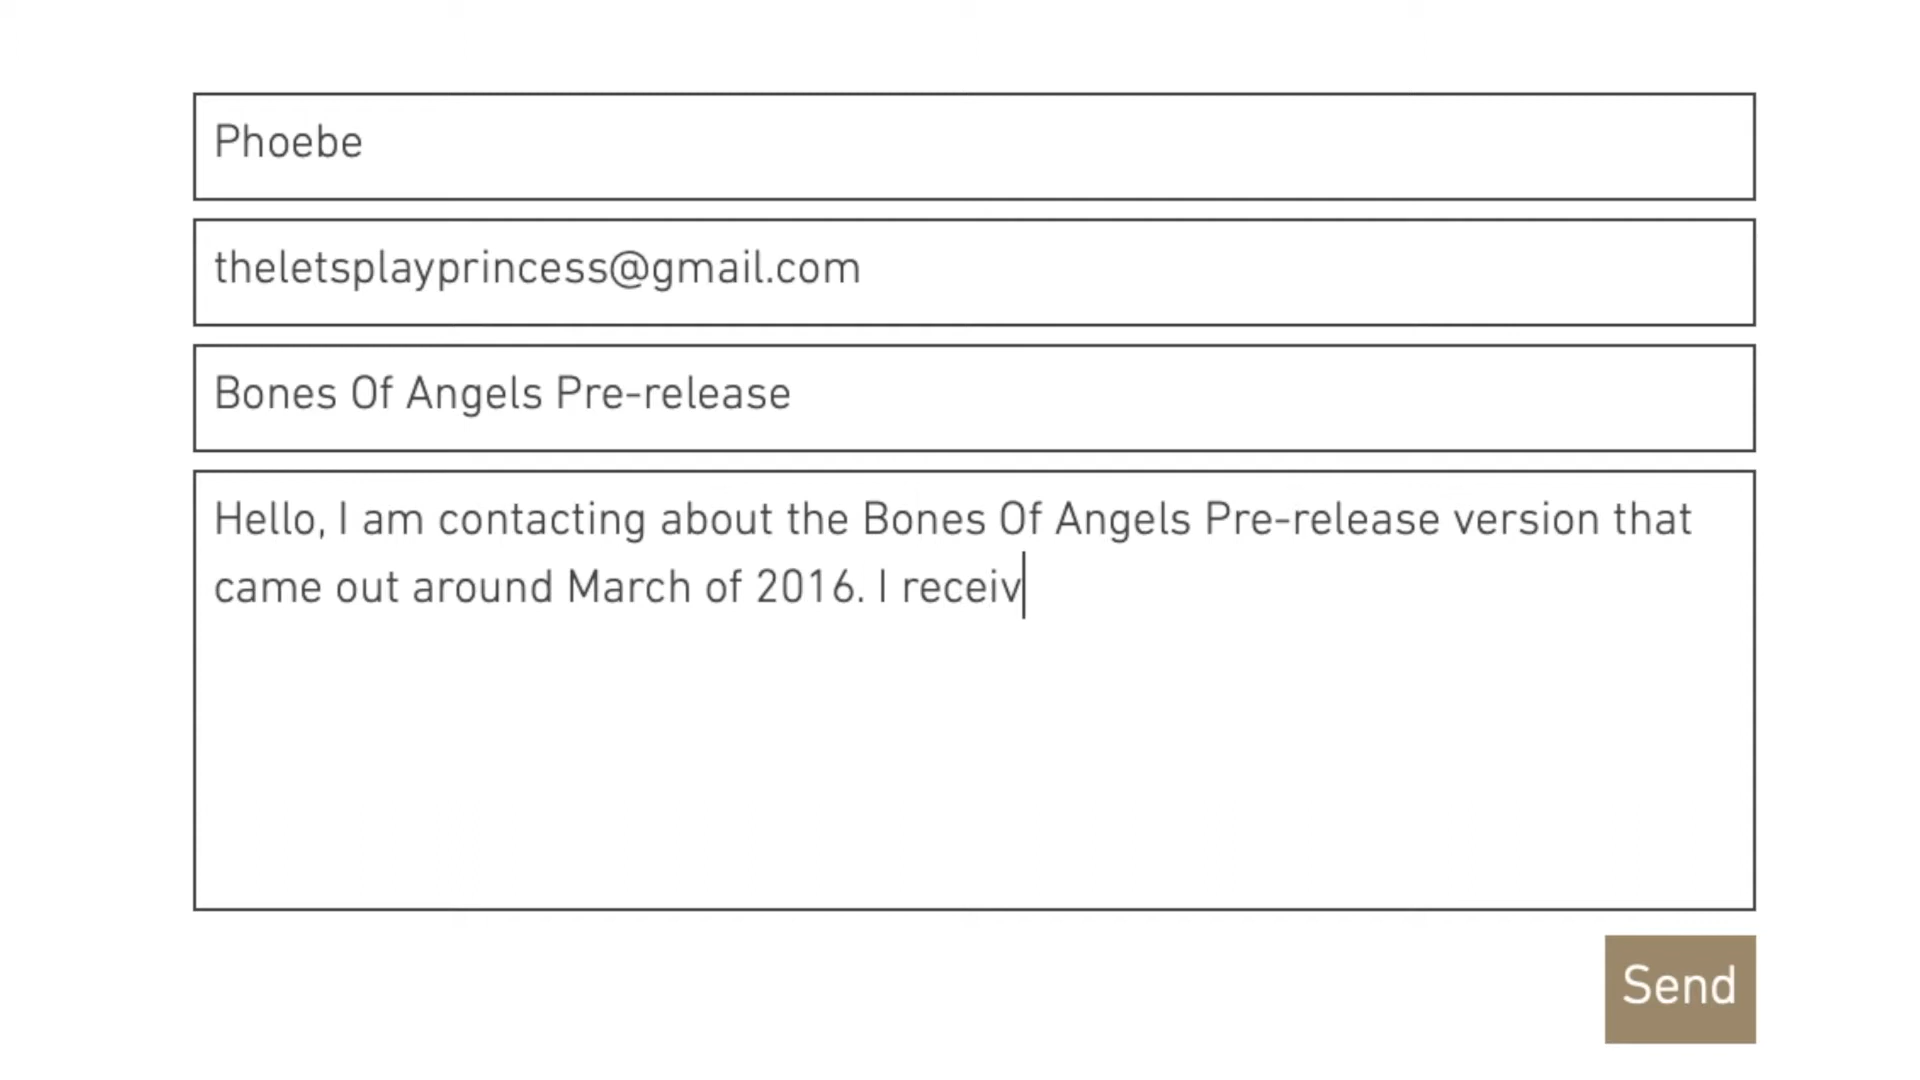 Phoebe
theletsplayprincess@gmail.com
Bones Of Angels Pre-release
Hello, I am contacting about the Bones Of Angels Pre-release version that
came out around March of 2016. I receiv
Send